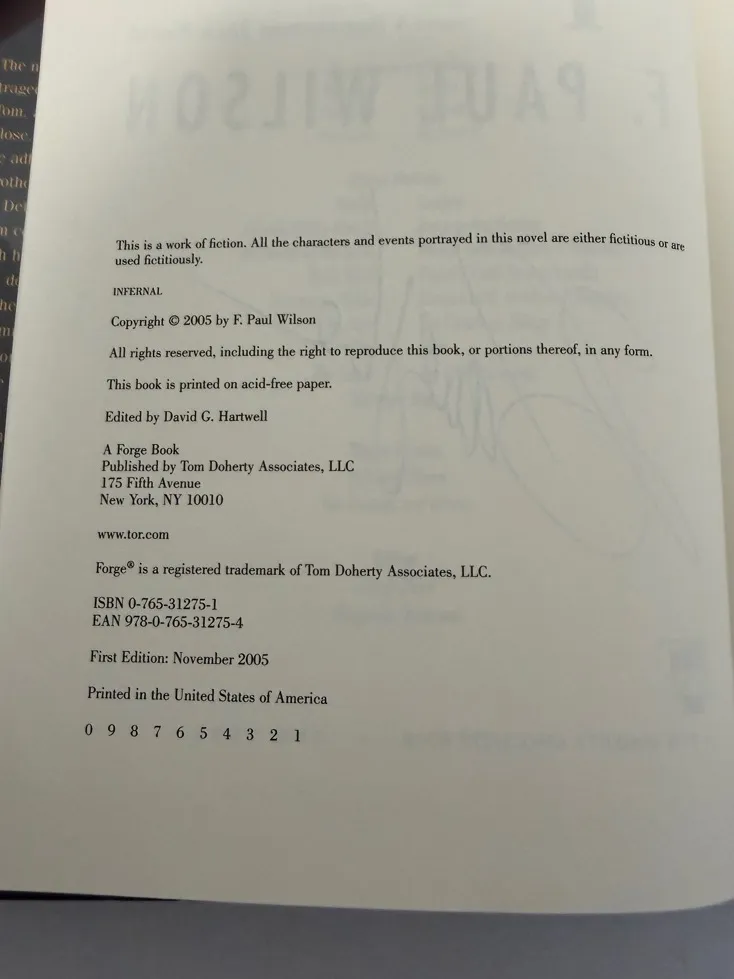 F. PAUL WILSON
This is a work of fiction. All the characters and events portrayed in this novel are either fictitious or are
used fictitiously.
INFERNAL
Copyright © 2005 by F. Paul Wilson
All rights reserved, including the right to reproduce this book, or portions thereof, in any form.
This book is printed on acid-free paper.
Edited by David G. Hartwell
A Forge Book
Published by Tom Doherty Associates, LLC
175 Fifth Avenue
New York, NY 10010
www.tor.com
Forge® is a registered trademark of Tom Doherty Associates, LLC.
ISBN 0-765-31275-1
EAN 978-0-765-31275-4
First Edition: November 2005
Printed in the United States of America
0 9 8 7 6 5 4 3 2 1